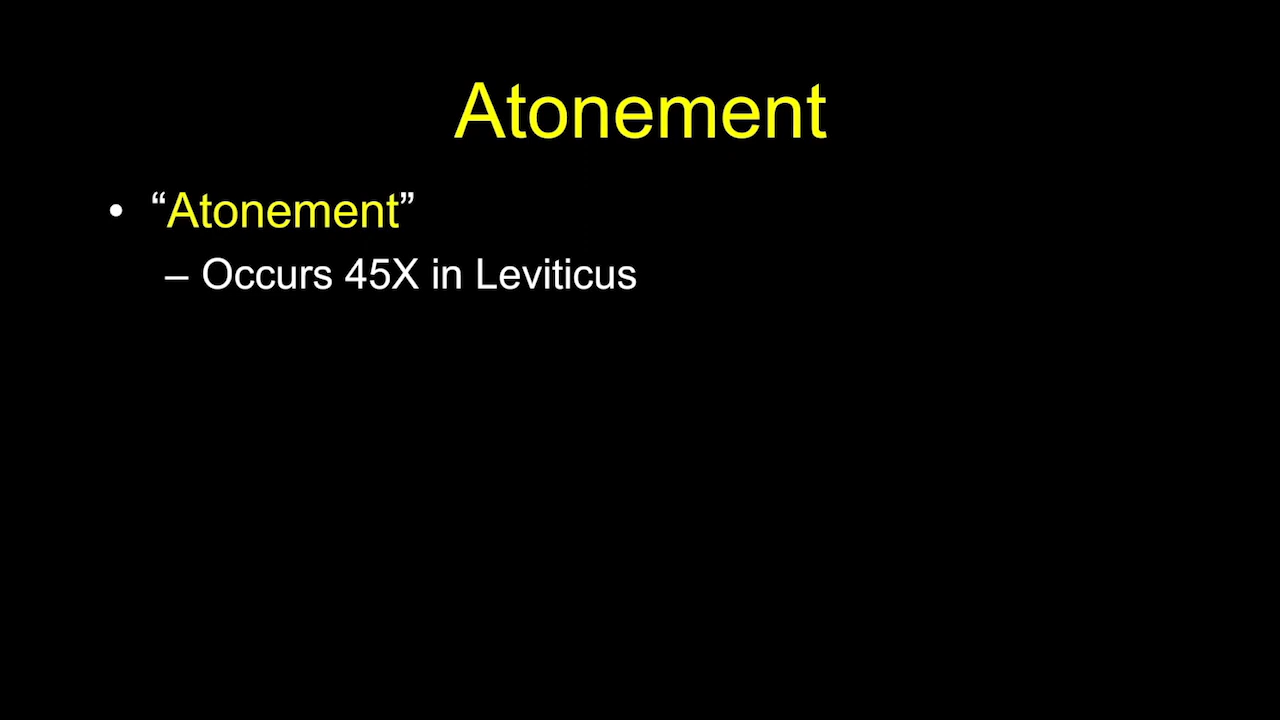 Atonement
• “Atonement”
– Occurs 45X in Leviticus